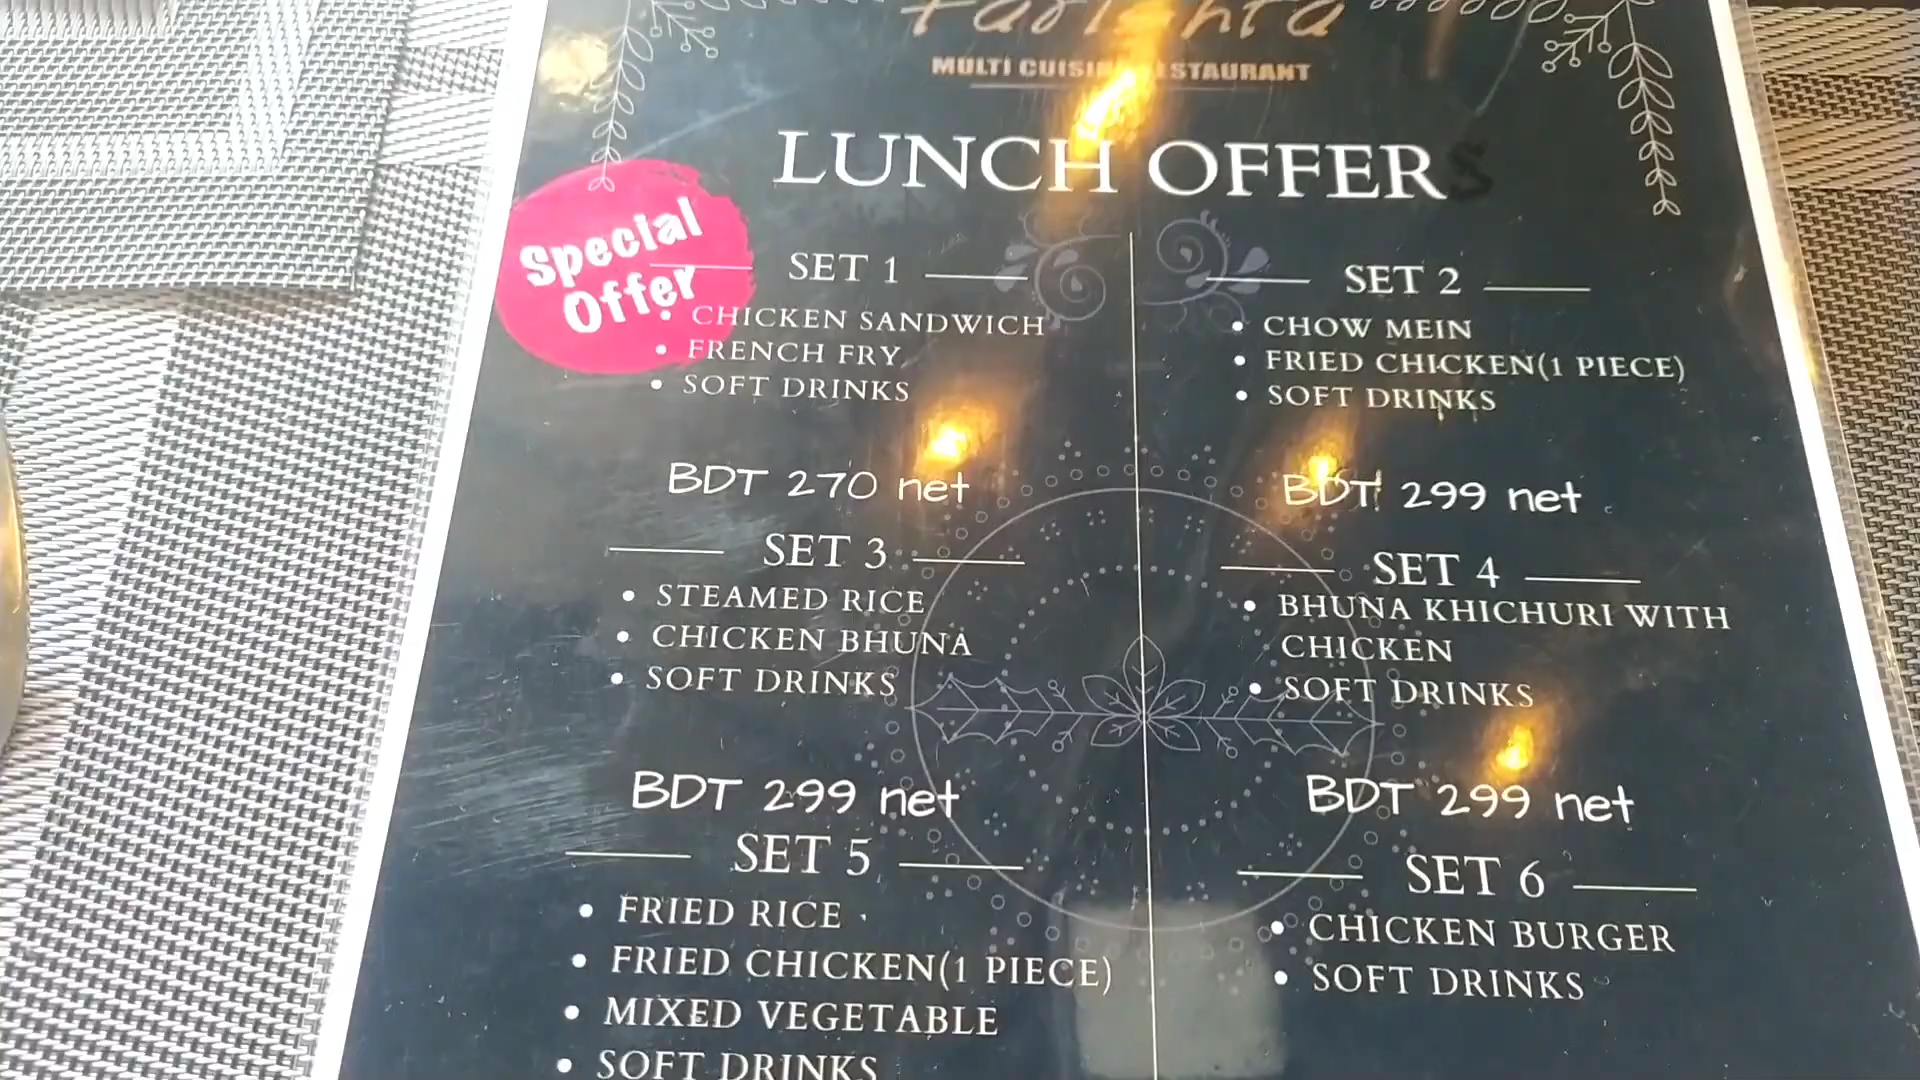 MULTI CUISINE RESTAURANT
LUNCH OFFERS
Special
Offer
SET 1
CHICKEN SANDWICH
FRENCH FRY
SOFT DRINKS
BDT 270 net
SET 2
CHOW MEIN
FRIED CHICKEN(1 PIECE)
SOFT DRINKS
BDT 299 net
SET 3
STEAMED RICE
CHICKEN BHUNA
SOFT DRINKS
BDT 299 net
SET 4
BHUNA KHICHURI WITH
CHICKEN
SOFT DRINKS
BDT 299 net
SET 5
FRIED RICE
FRIED CHICKEN(1 PIECE)
MIXED VEGETABLE
SOFT DRINKS
SET 6
CHICKEN BURGER
SOFT DRINKS